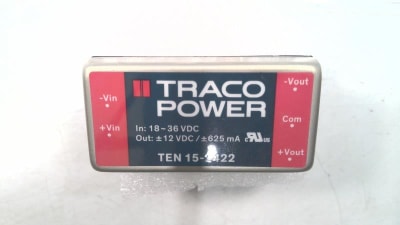 -Vin
+Vin
TRACO
POWER
In: 18-36 VDC
Out: ±12 VDC / ±625 mA
TEN 15-2422
-Vout
Com
+Vout